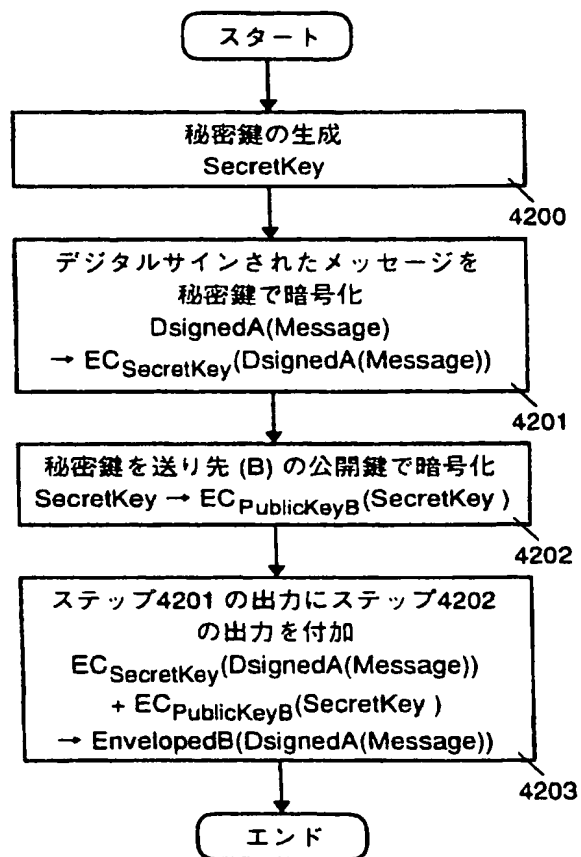 スタート
秘密鍵の生成
SecretKey
4200
デジタルサインされたメッセージを
秘密鍵で暗号化
DsignedA(Message)
→ ECSecretKey(DsignedA(Message))
4201
秘密鍵を送り先 (B) の公開鍵で暗号化
SecretKey → ECPublicKeyB(SecretKey )
4202
ステップ4201 の出力にステップ4202
の出力を付加
ECSecretKey(DsignedA(Message))
+ ECPublicKeyB(SecretKey )
→ EnvelopedB(DsignedA(Message))
4203
エンド